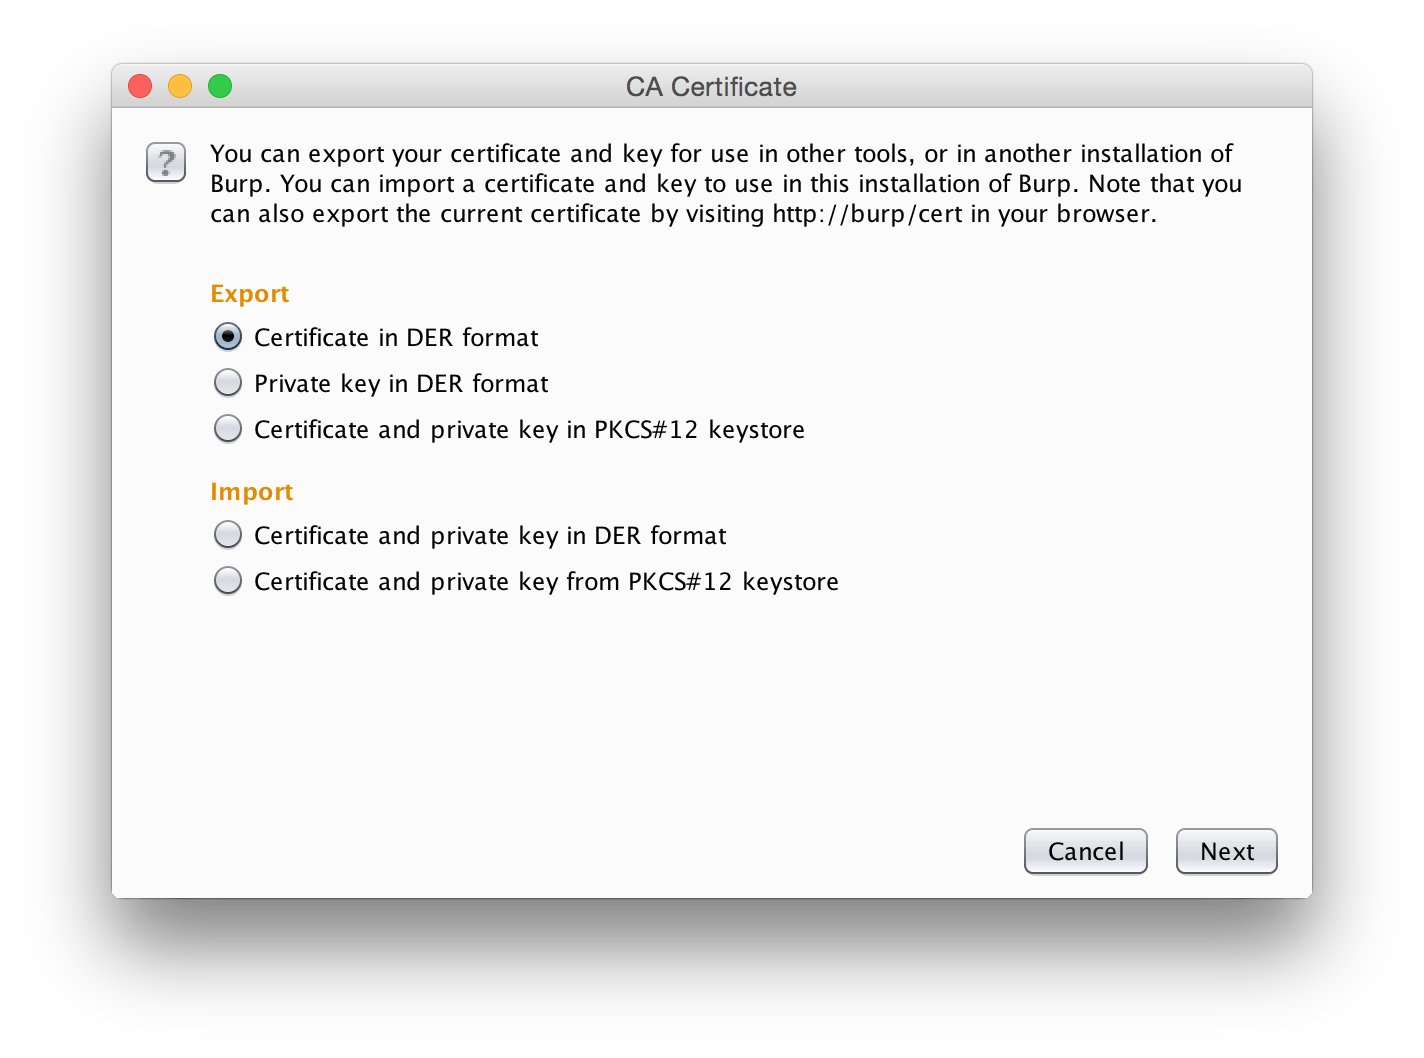 CA Certificate
?
You can export your certificate and key for use in other tools, or in another installation of
Burp. You can import a certificate and key to use in this installation of Burp. Note that you
can also export the current certificate by visiting http://burp/cert in your browser.
Export
Certificate in DER format
Private key in DER format
Certificate and private key in PKCS#12 keystore
Import
Certificate and private key in DER format
Certificate and private key from PKCS#12 keystore
Cancel
Next